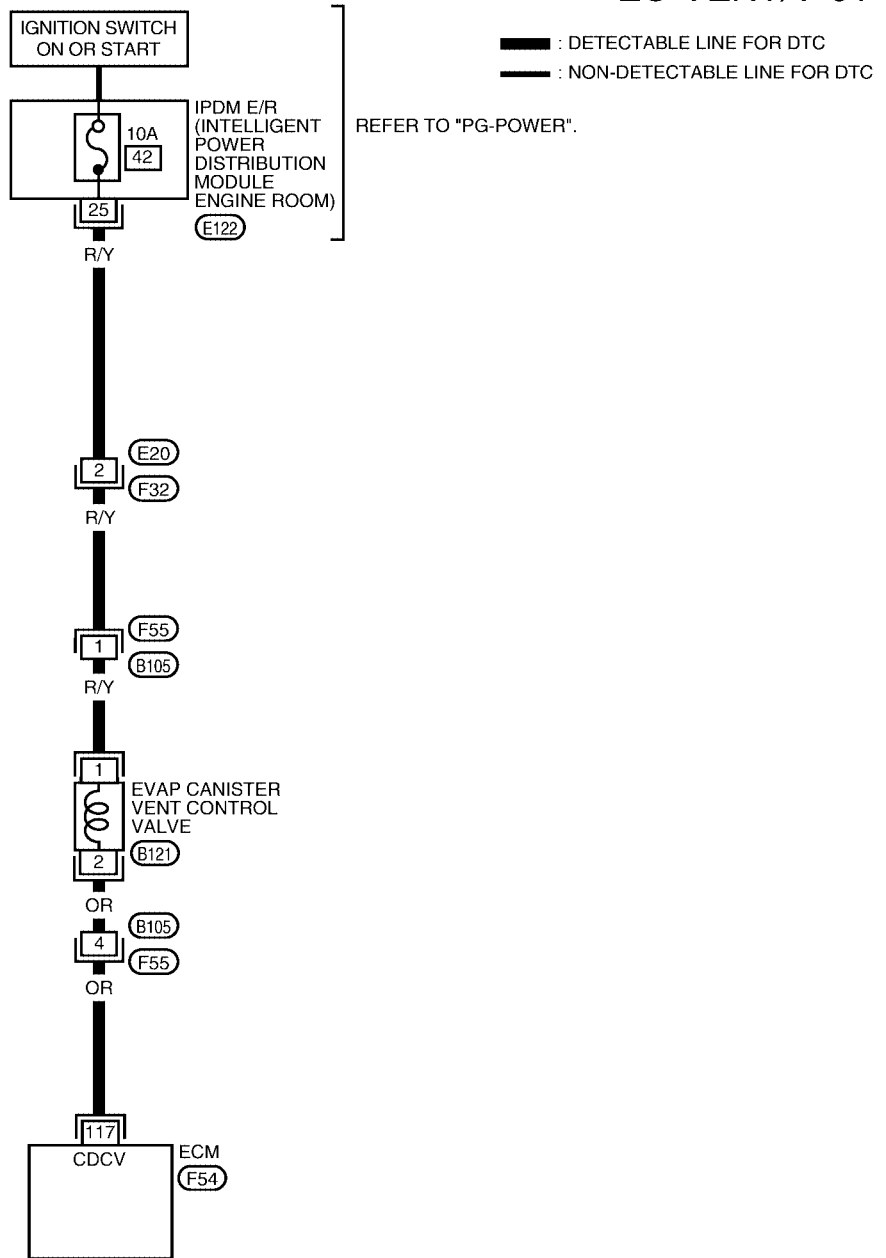 IGNITION SWITCH
ON OR START
: DETECTABLE LINE FOR DTC
: NON-DETECTABLE LINE FOR DTC
10A
42
IPDM E/R
(INTELLIGENT
POWER
DISTRIBUTION
MODULE
ENGINE ROOM)
E122
REFER TO "PG-POWER".
25
R/Y
E20
2
F32
R/Y
F55
1
B105
R/Y
1
EVAP CANISTER
VENT CONTROL
VALVE
B121
2
OR
B105
4
F55
OR
117
CDCV
ECM
F54